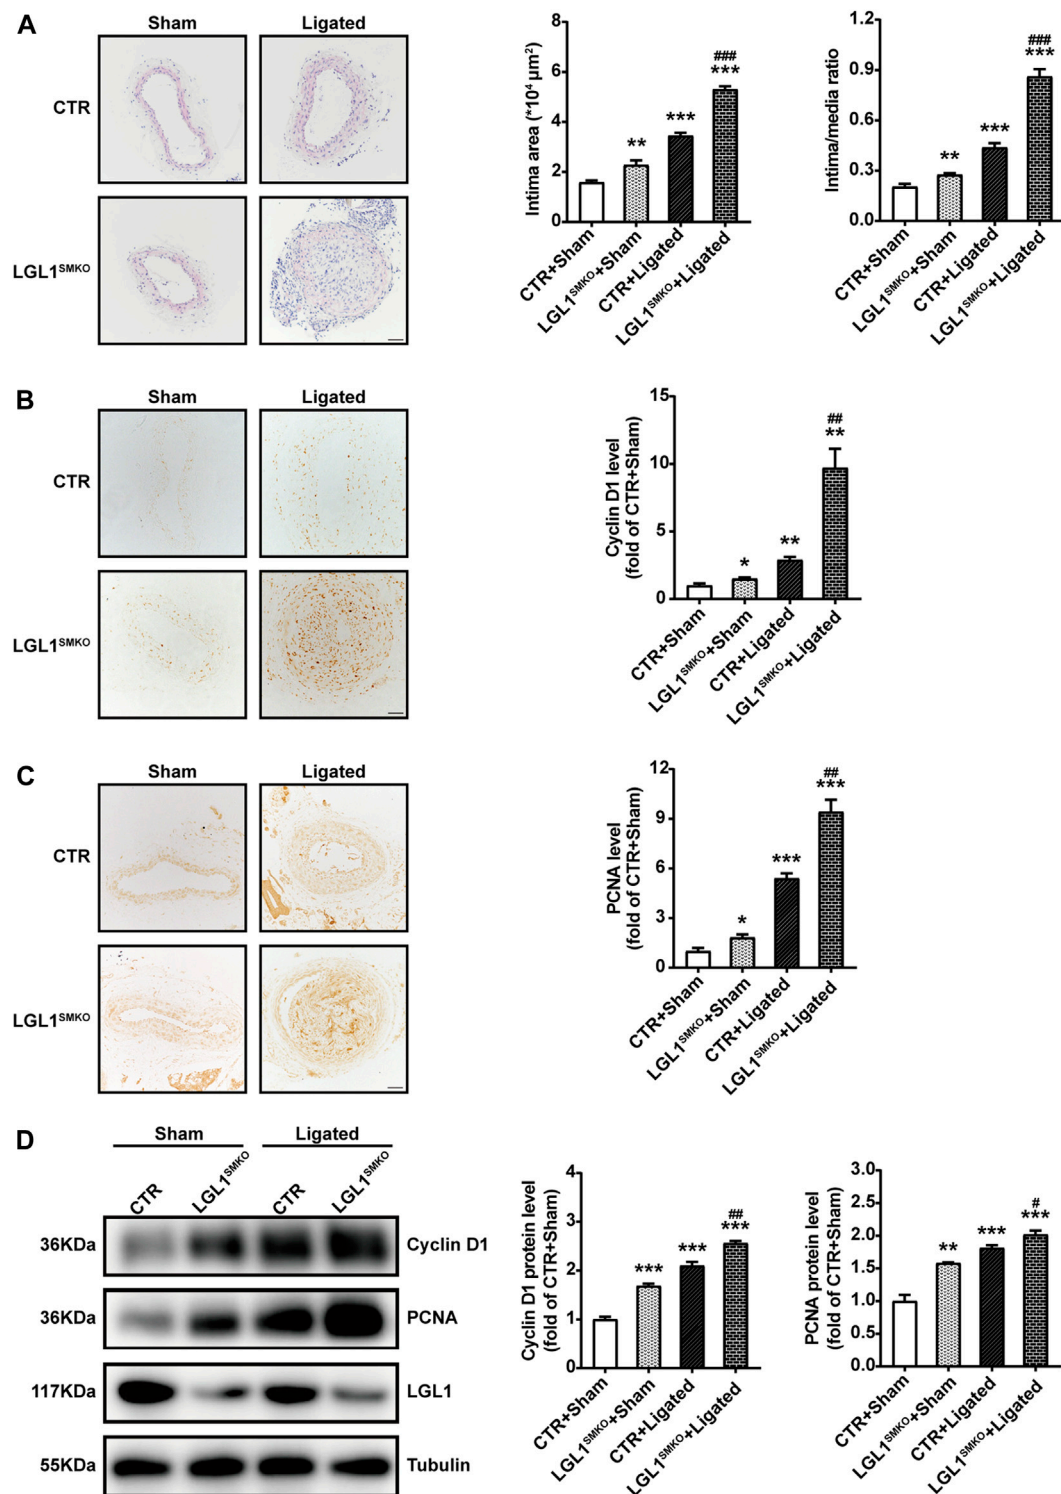 A
Sham Ligated
CTR
LGL1SMKO
Intima area (*10⁴ µm²)
8
6
4
2
0
**
***
###
***
CTR+Sham
LGL1SMKO+Sham
CTR+Ligated
LGL1SMKO+Ligated
Intima/media ratio
1.2
0.9
0.6
0.3
0.0
**
***
###
***
CTR+Sham
LGL1SMKO+Sham
CTR+Ligated
LGL1SMKO+Ligated
B
Sham Ligated
CTR
LGL1SMKO
Cyclin D1 level
(fold of CTR+Sham)
15
10
5
0
*
**
##
**
CTR+Sham
LGL1SMKO+Sham
CTR+Ligated
LGL1SMKO+Ligated
C
Sham Ligated
CTR
LGL1SMKO
PCNA level
(fold of CTR+Sham)
12
9
6
3
0
*
***
##
***
CTR+Sham
LGL1SMKO+Sham
CTR+Ligated
LGL1SMKO+Ligated
D
Sham Ligated
CTR LGL1SMKO CTR LGL1SMKO
36KDa Cyclin D1
36KDa PCNA
117KDa LGL1
55KDa Tubulin
Cyclin D1 protein level
(fold of CTR+Sham)
4
3
2
1
0
***
***
##
***
CTR+Sham
LGL1SMKO+Sham
CTR+Ligated
LGL1SMKO+Ligated
PCNA protein level
(fold of CTR+Sham)
3.0
2.0
1.5
1.0
0.5
0.0
**
***
#
***
CTR+Sham
LGL1SMKO+Sham
CTR+Ligated
LGL1SMKO+Ligated